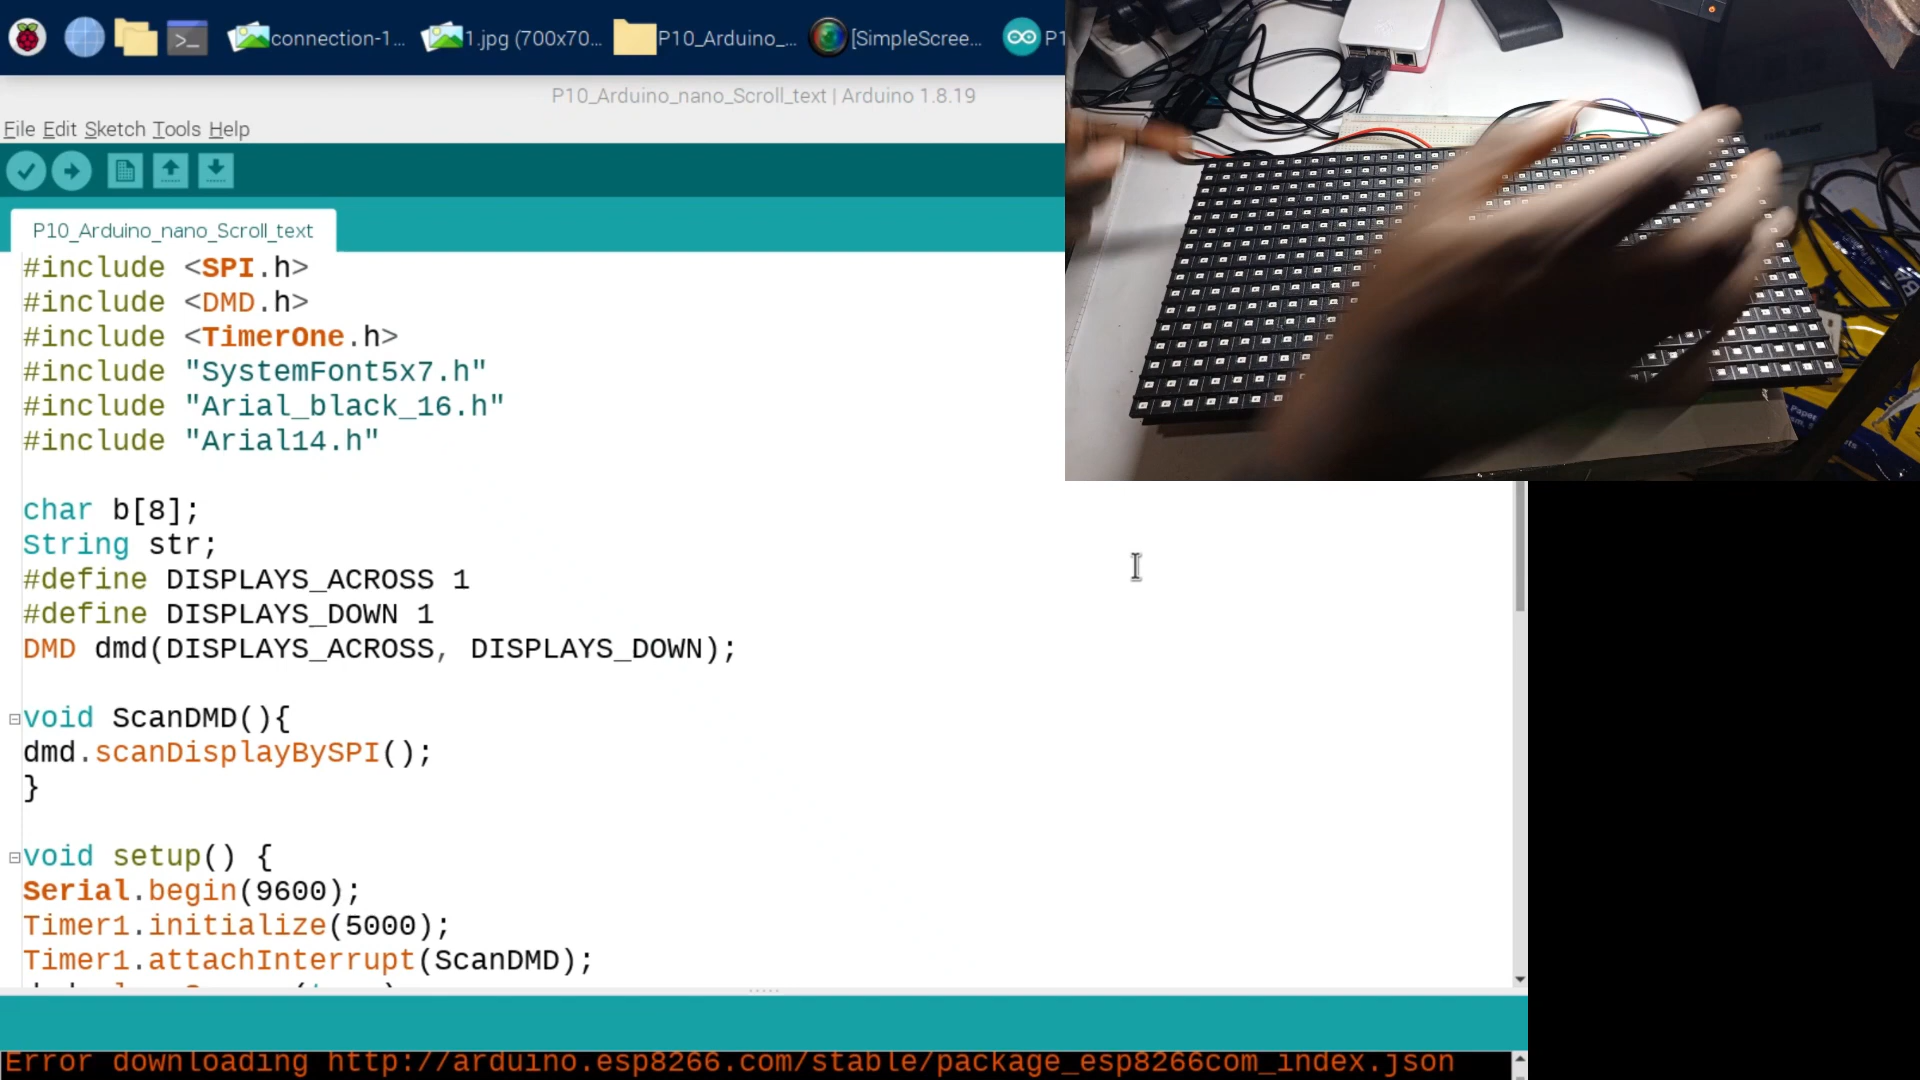 connection-1... 1.jpg (700x70... P10_Arduino_... [SimpleScree... P1
P10_Arduino_nano_Scroll_text | Arduino 1.8.19
File Edit Sketch Tools Help
P10_Arduino_nano_Scroll_text
#include <SPI.h>
#include <DMD.h>
#include <TimerOne.h>
#include "SystemFont5x7.h"
#include "Arial_black_16.h"
#include "Arial14.h"
char b[8];
String str;
#define DISPLAYS_ACROSS 1
#define DISPLAYS_DOWN 1
DMD dmd(DISPLAYS_ACROSS, DISPLAYS_DOWN);
void ScanDMD(){
dmd.scanDisplayBySPI();
}
void setup() {
Serial.begin(9600);
Timer1.initialize(5000);
Timer1.attachInterrupt(ScanDMD);
Error downloading http://arduino.esp8266.com/stable/package_esp8266com_index.json
Paper